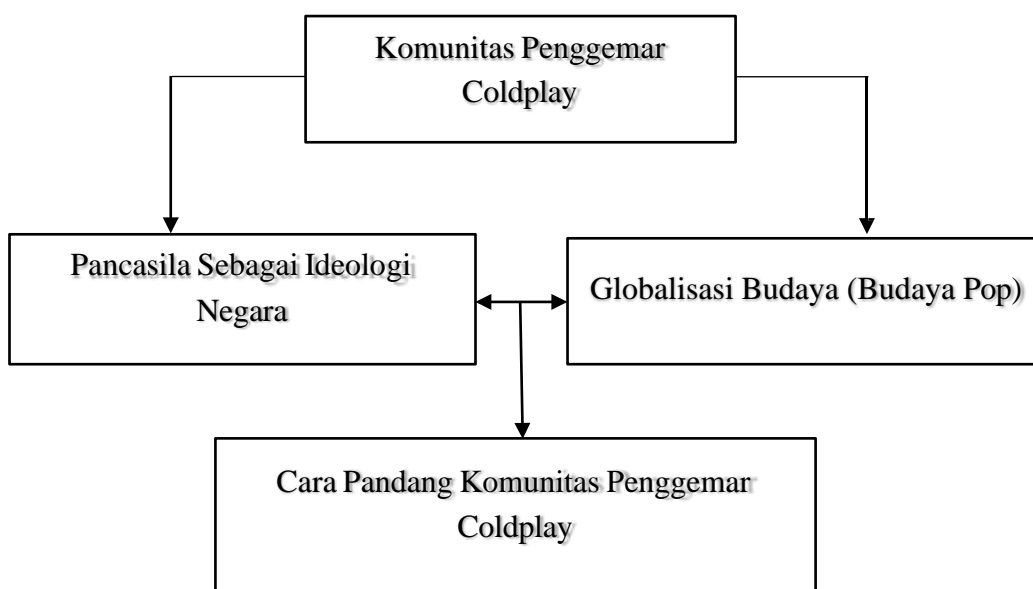 Komunitas Penggemar
Coldplay
Pancasila Sebagai Ideologi
Negara
Globalisasi Budaya (Budaya Pop)
Cara Pandang Komunitas Penggemar
Coldplay